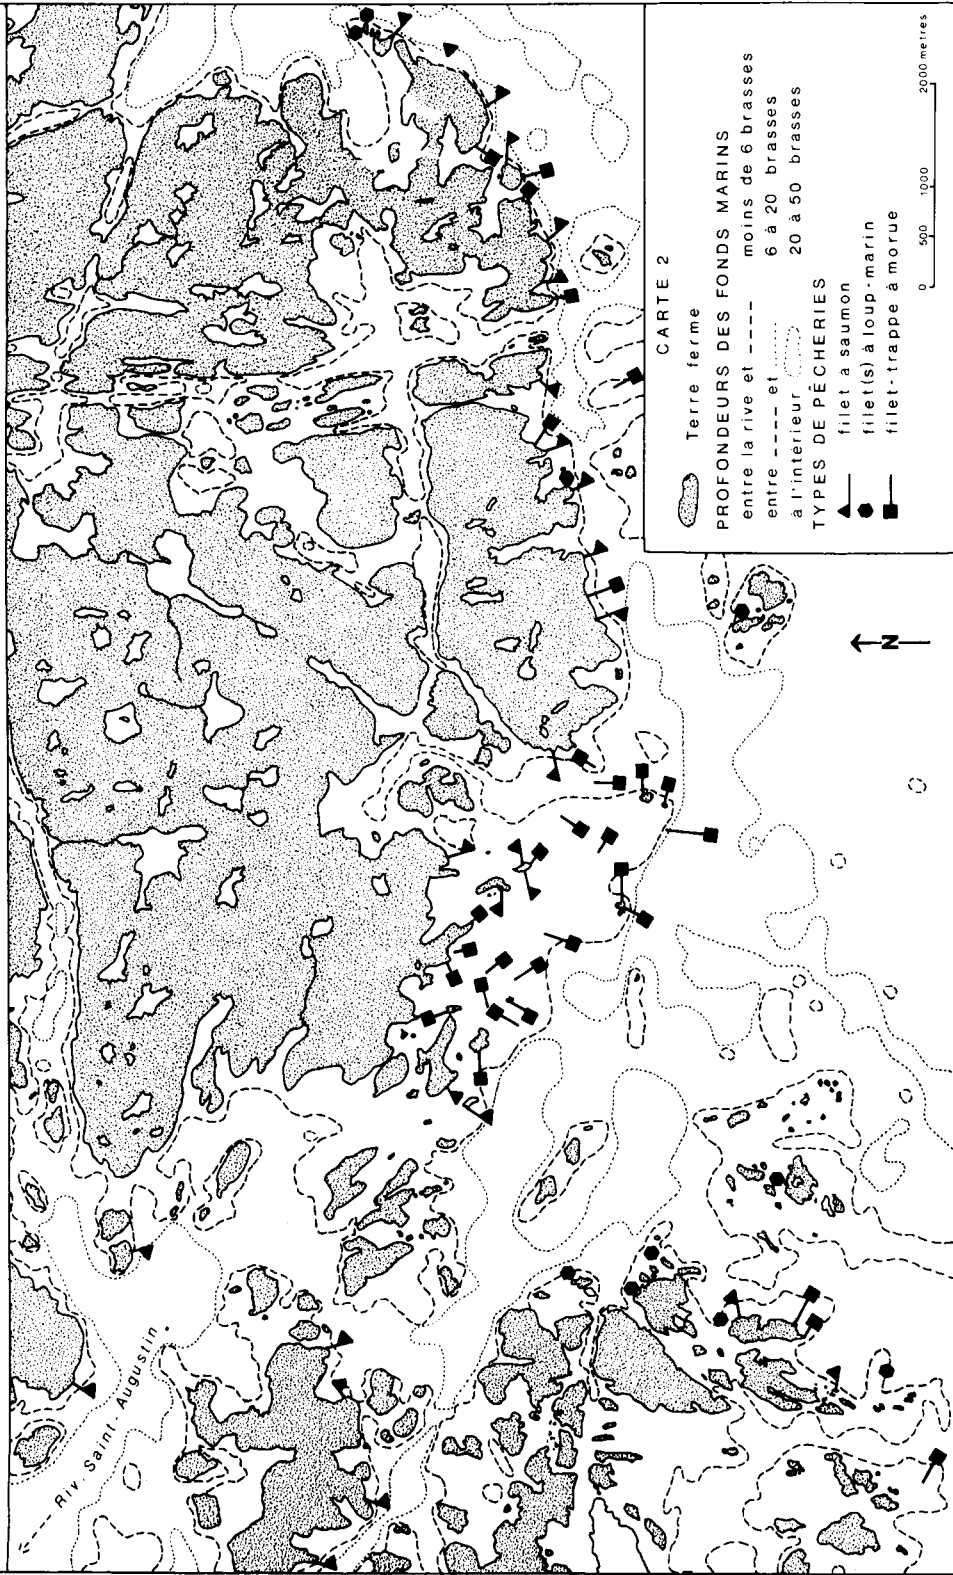 CARTE 2
Terre ferme
PROFONDEURS DES FONDS MARINS
entre la rive et ----- moins de 6 brasses
entre ----- et ........ 6 à 20 brasses
à l'intérieur 20 à 50 brasses
TYPES DE PÊCHERIES
filet à saumon
filet(s) à loup-marin
filet-trappe à morue
0 500 1000 2000 metres
N
Riv. Saint Augustin